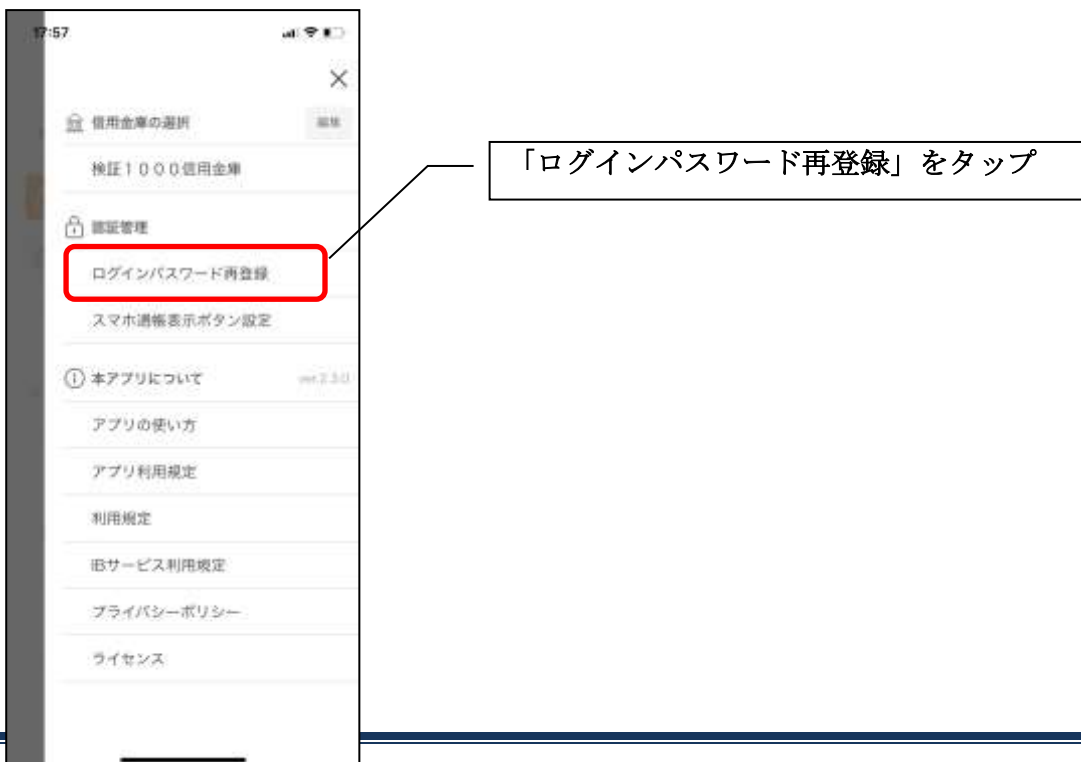 17:57
信用金庫の選択
編集
検証1000信用金庫
認証管理
ログインパスワード再登録
スマホ通帳表示ボタン設定
本アプリについて
ver.2.3.0
アプリの使い方
アプリ利用規定
利用規定
IBサービス利用規定
プライバシーポリシー
ライセンス
「ログインパスワード再登録」をタップ